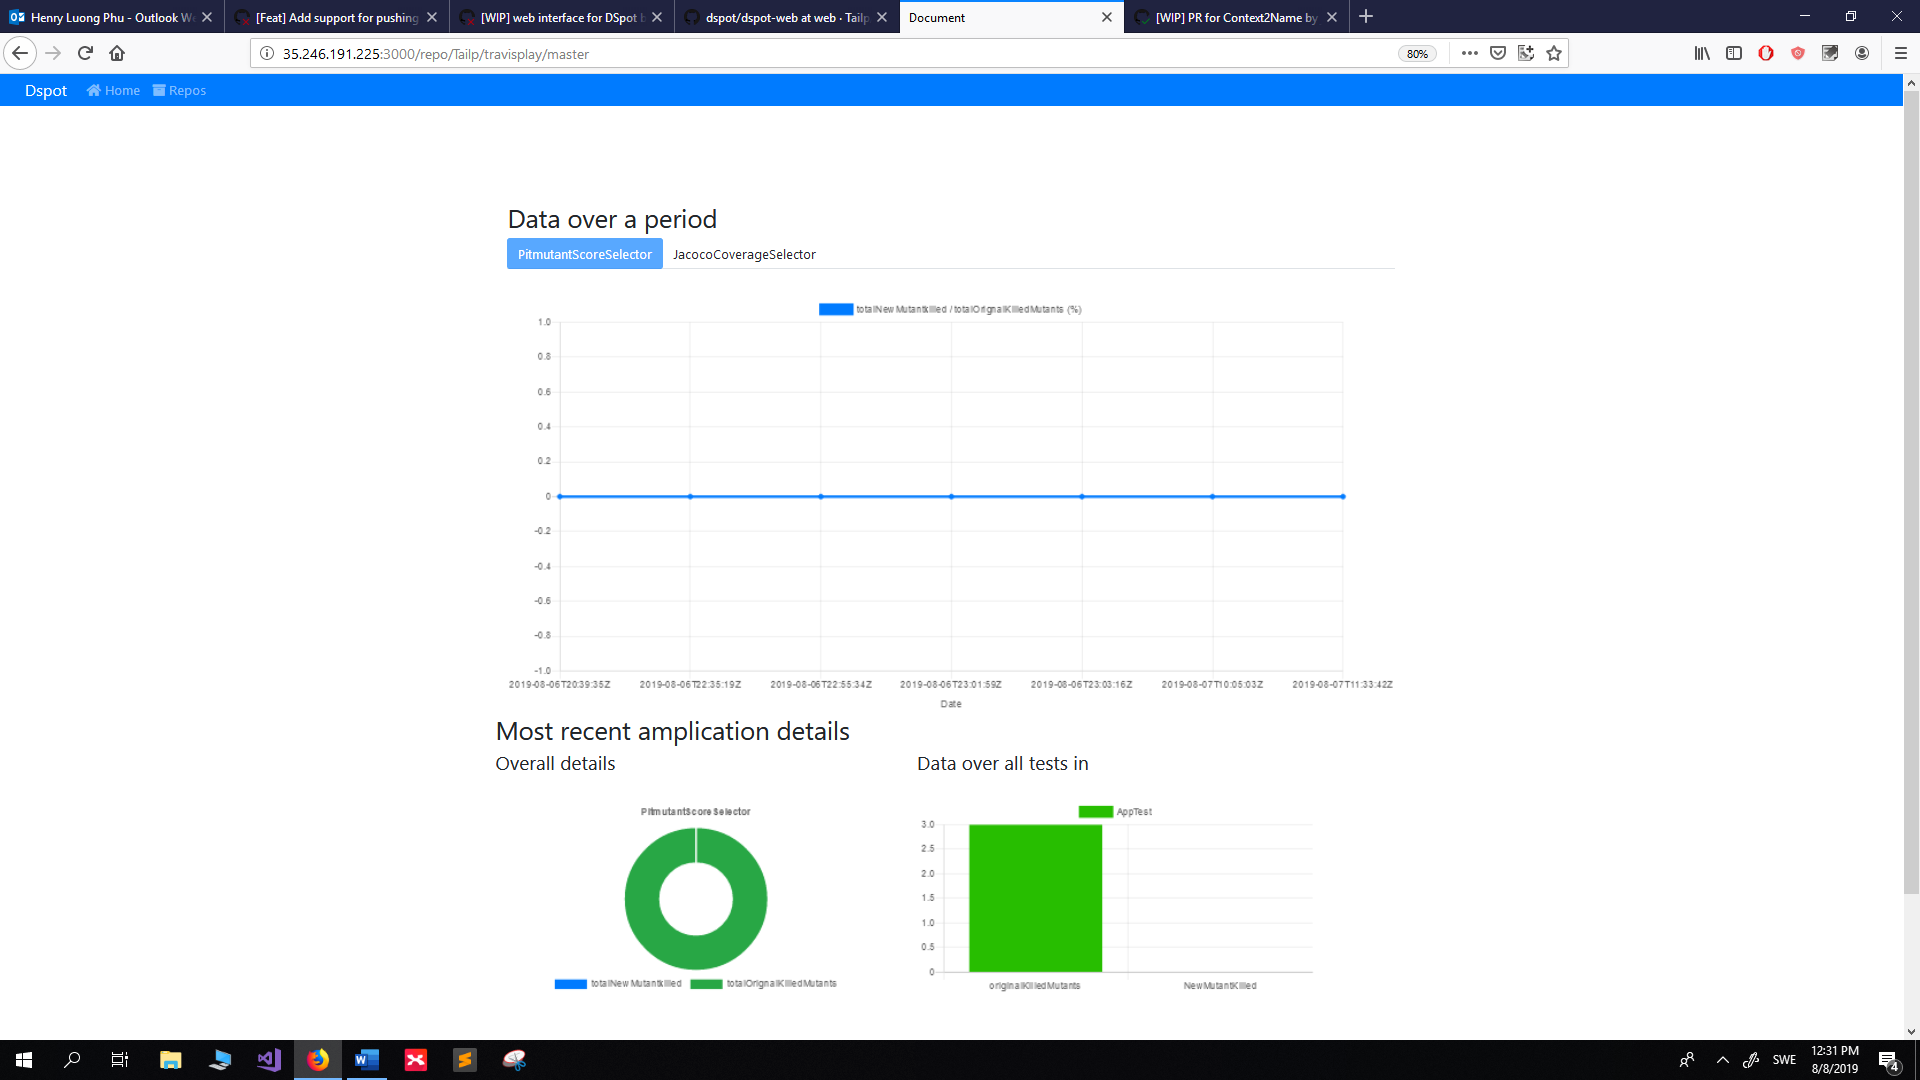 Henry Luong Phu - Outlook We
[Feat] Add support for pushing
[WIP] web interface for DSpot b
dspot/dspot-web at web · Tailp
Document
[WIP] PR for Context2Name by
35.246.191.225:3000/repo/Tailp/travisplay/master
80%
Dspot Home Repos
Data over a period
PitmutantScoreSelector JacocoCoverageSelector
totalNewMutantkilled / totalOrignalKilledMutants (%)
1.0
0.8
0.6
0.4
0.2
0
-0.2
-0.4
-0.6
-0.8
-1.0
2019-08-06T20:39:35Z 2019-08-06T22:35:19Z 2019-08-06T22:55:34Z 2019-08-06T23:01:59Z 2019-08-06T23:03:16Z 2019-08-07T10:05:03Z 2019-08-07T11:33:42Z
Date
Most recent amplication details
Overall details
PitmutantScoreSelector
totalNewMutantkilled totalOrignalKilledMutants
Data over all tests in
AppTest
3.0
2.5
2.0
1.5
1.0
0.5
0
originalKilledMutants NewMutantKilled
SWE
12:31 PM
8/8/2019
4